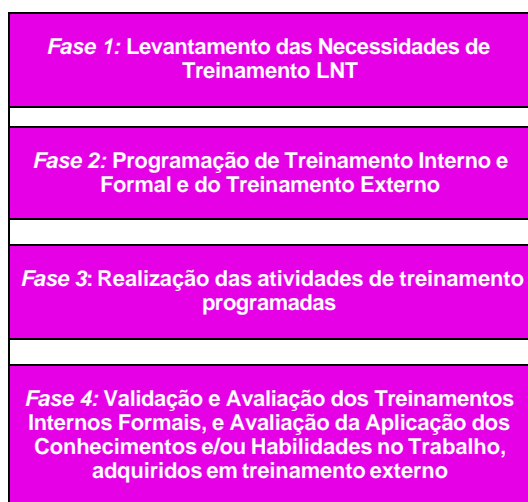 Fase 1: Levantamento das Necessidades de
Treinamento LNT
Fase 2: Programação de Treinamento Interno e
Formal e do Treinamento Externo
Fase 3: Realização das atividades de treinamento
programadas
Fase 4: Validação e Avaliação dos Treinamentos
Internos Formais, e Avaliação da Aplicação dos
Conhecimentos e/ou Habilidades no Trabalho,
adquiridos em treinamento externo